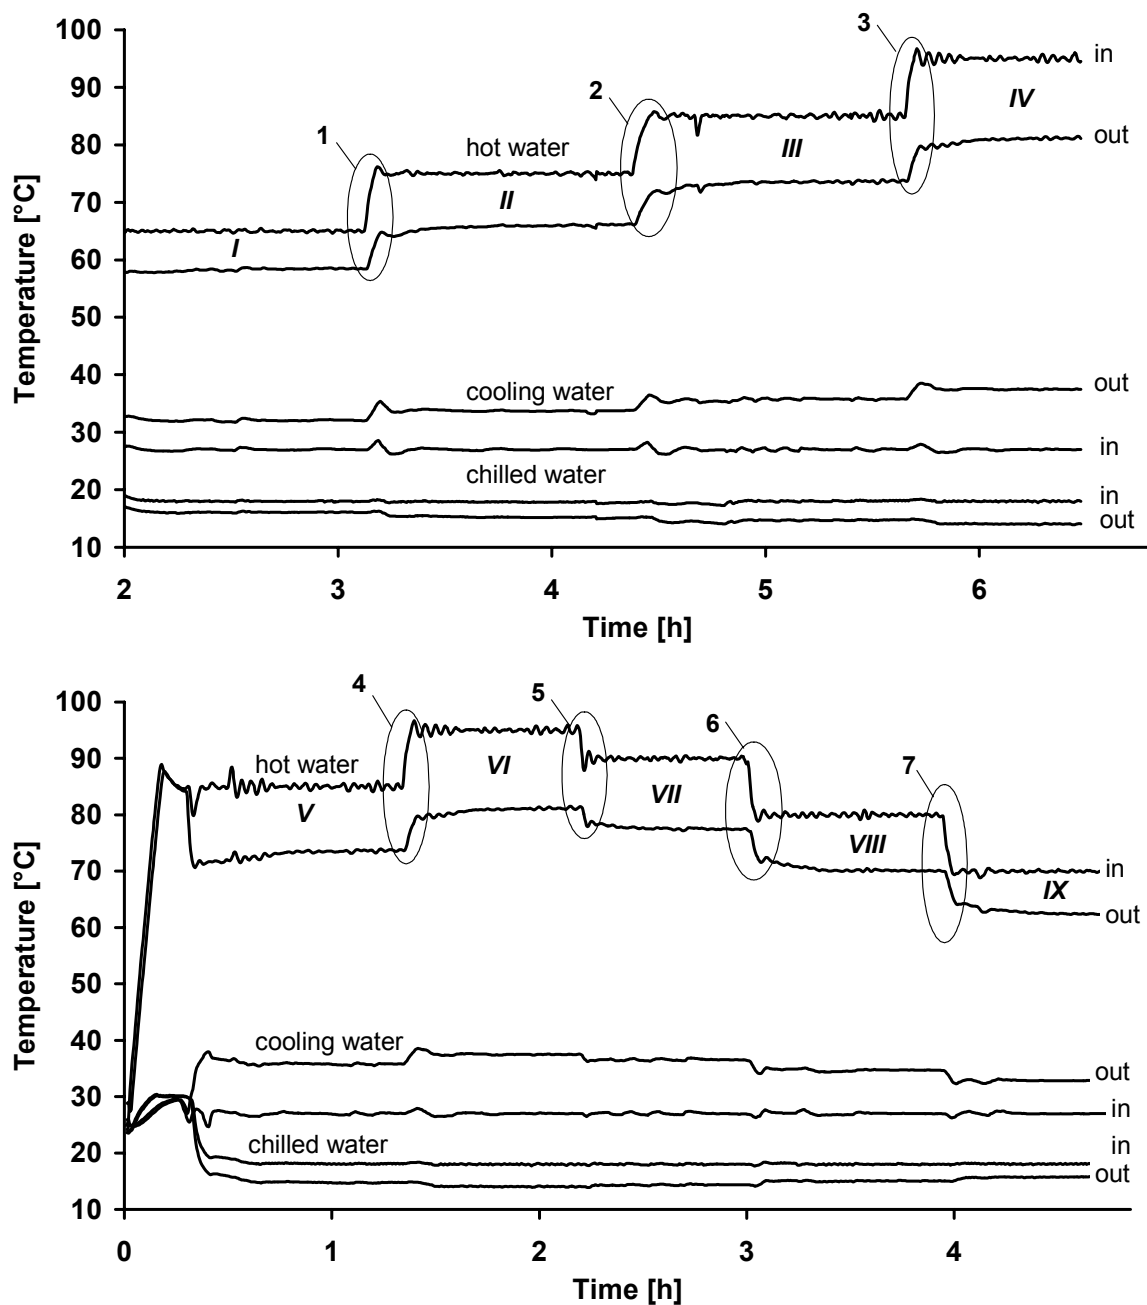 100
90
80
70
60
50
40
30
20
10
Temperature [°C]
1
2
3
in
IV
out
hot water
III
II
I
cooling water
out
in
chilled water
in
out
2
3
4
5
6
Time [h]
100
90
80
70
60
50
40
30
20
10
Temperature [°C]
4
5
6
7
hot water
V
VI
VII
VIII
in
IX
out
cooling water
out
in
chilled water
in
out
0
1
2
3
4
Time [h]